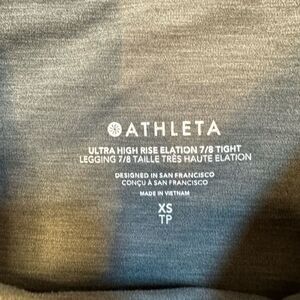 ATHLETA
ULTRA HIGH RISE ELATION 7/8 TIGHT
LEGGING 7/8 TAILLE TRÈS HAUTE ELATION
DESIGNED IN SAN FRANCISCO
CONÇU À SAN FRANCISCO
MADE IN VIETNAM
XS
TP